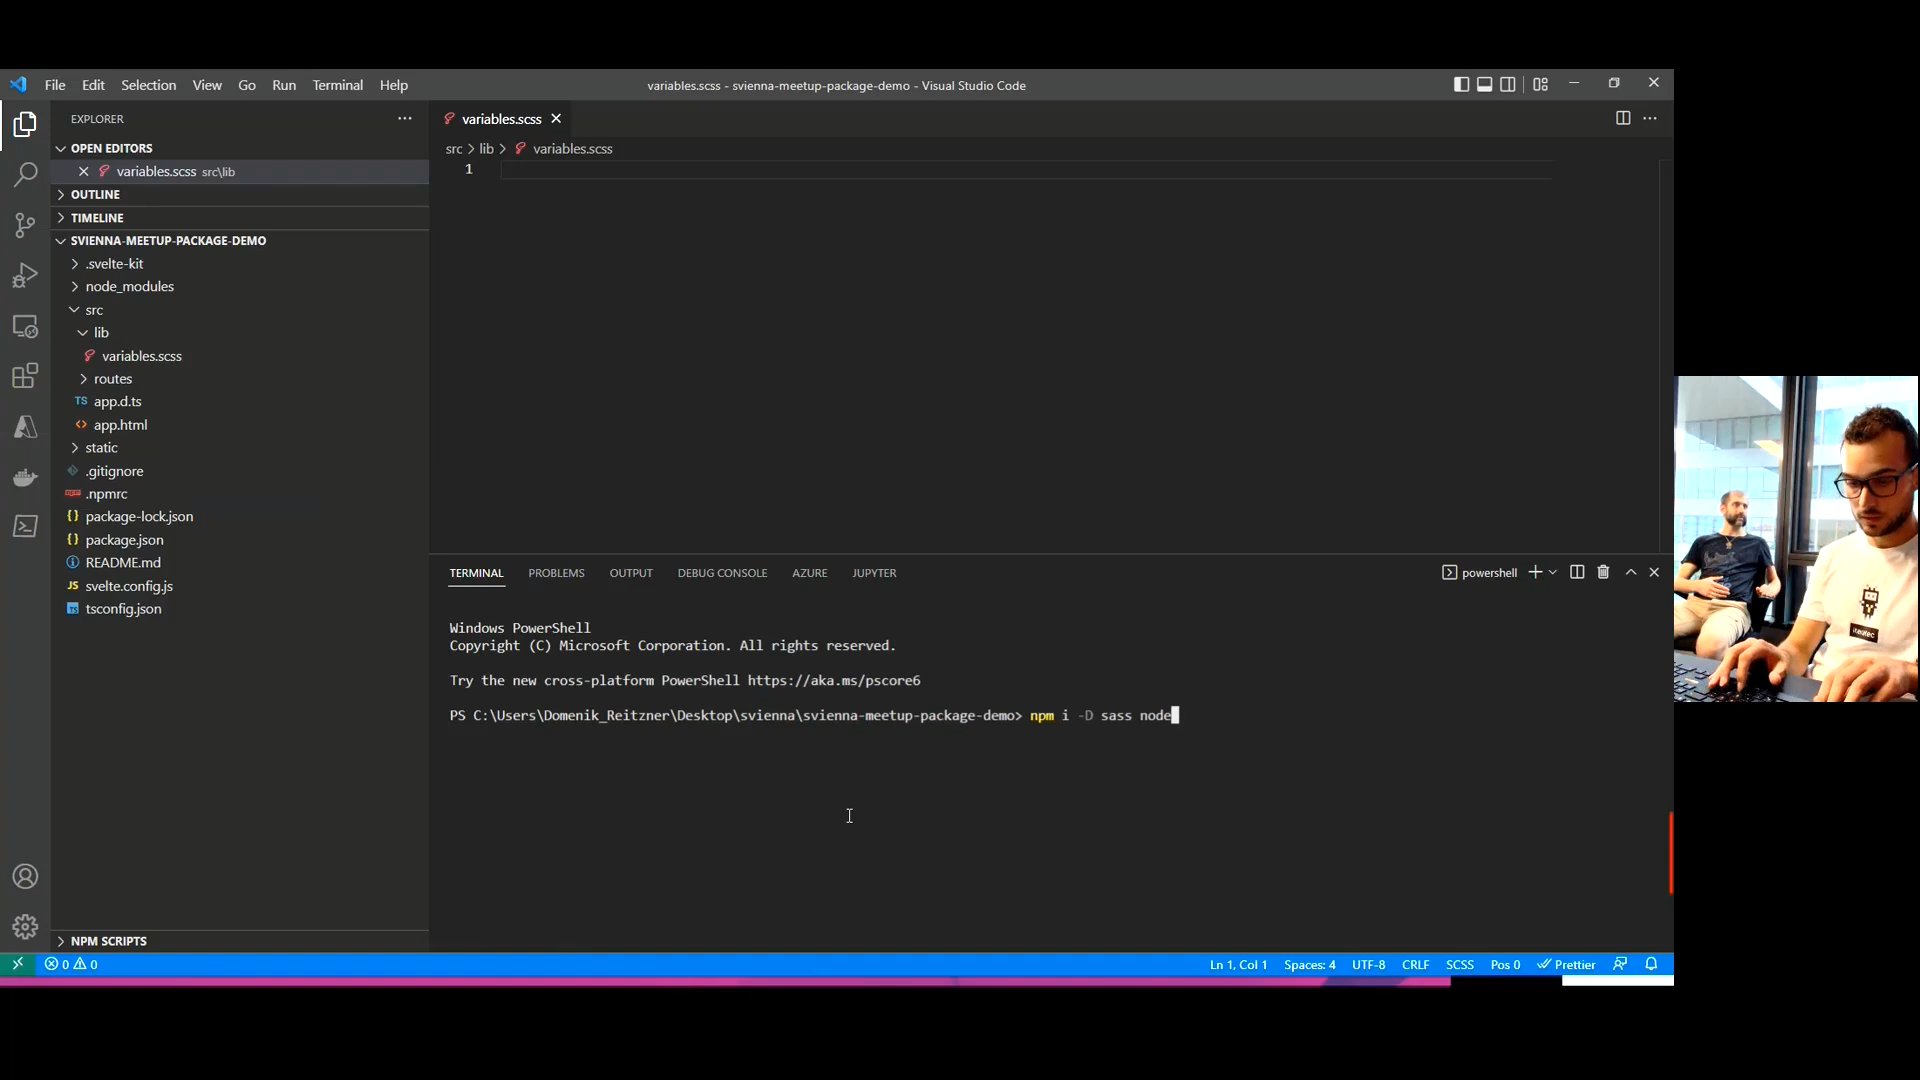 File Edit Selection View Go Run Terminal Help
variables.scss - svienna-meetup-package-demo - Visual Studio Code
EXPLORER
OPEN EDITORS
variables.scss src\lib
OUTLINE
TIMELINE
SVIENNA-MEETUP-PACKAGE-DEMO
.svelte-kit
node_modules
src
lib
variables.scss
routes
TS app.d.ts
app.html
static
.gitignore
.npmrc
{} package-lock.json
{} package.json
README.md
JS svelte.config.js
TS tsconfig.json
NPM SCRIPTS
variables.scss
src > lib > variables.scss
1
TERMINAL PROBLEMS OUTPUT DEBUG CONSOLE AZURE JUPYTER
powershell
Windows PowerShell
Copyright (C) Microsoft Corporation. All rights reserved.
Try the new cross-platform PowerShell https://aka.ms/pscore6
PS C:\Users\Domenik_Reitzner\Desktop\svienna\svienna-meetup-package-demo> npm i -D sass node
0 0
Ln 1, Col 1 Spaces: 4 UTF-8 CRLF SCSS Pos 0 Prettier